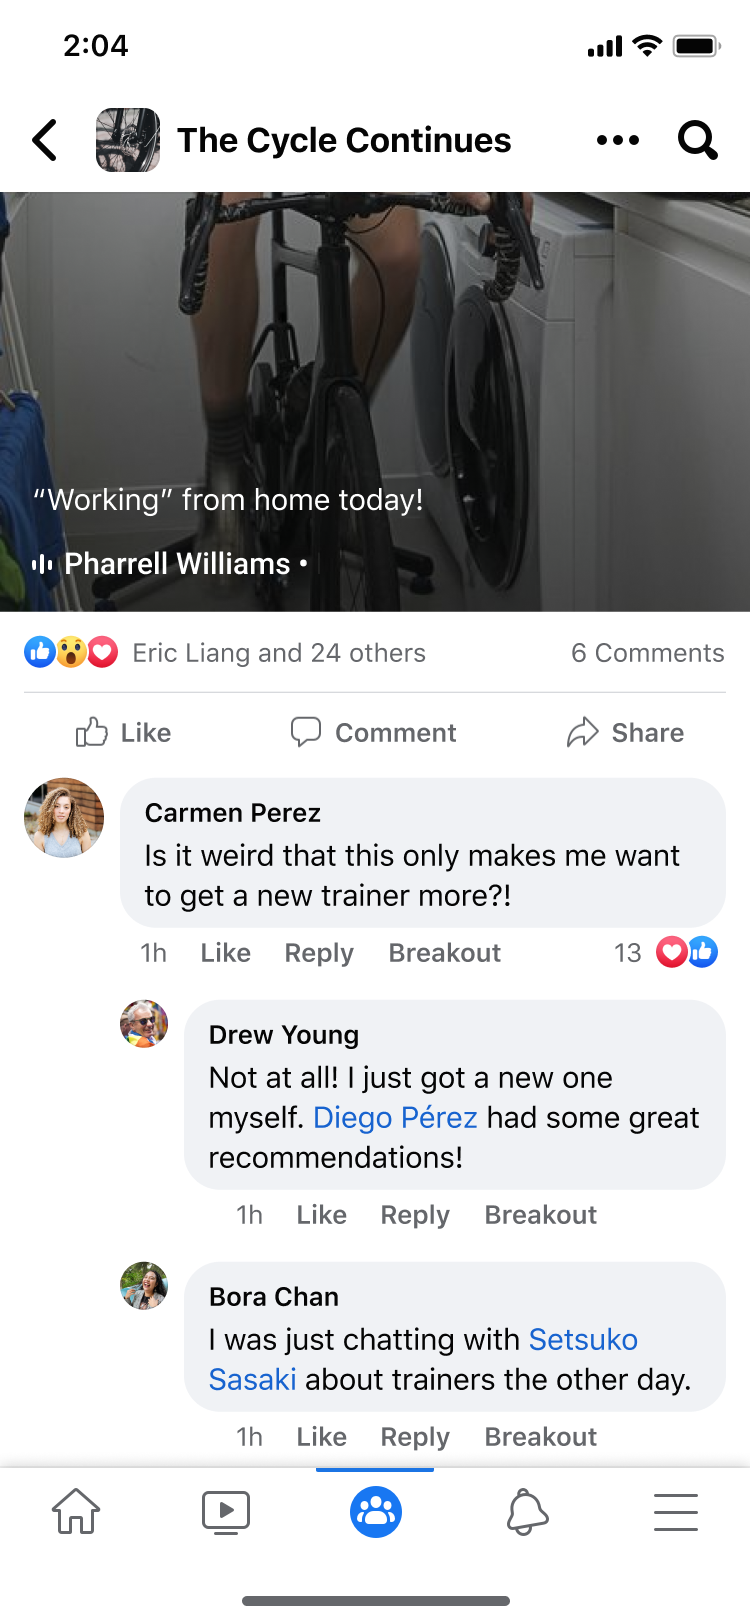 2:04
The Cycle Continues
“Working” from home today!
Pharrell Williams •
Eric Liang and 24 others 6 Comments
Like Comment Share
Carmen Perez
Is it weird that this only makes me want
to get a new trainer more?!
1h Like Reply Breakout 13
Drew Young
Not at all! I just got a new one
myself. Diego Pérez had some great
recommendations!
1h Like Reply Breakout
Bora Chan
I was just chatting with Setsuko
Sasaki about trainers the other day.
1h Like Reply Breakout